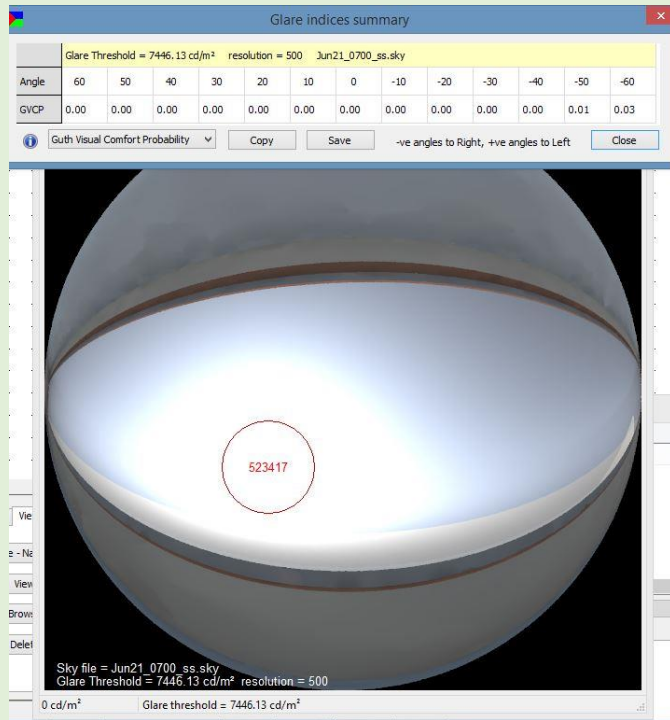 Glare indices summary
Glare Threshold = 7446.13 cd/m² resolution = 500 Jun21_0700_ss.sky
Angle 60 50 40 30 20 10 0 -10 -20 -30 -40 -50 -60
GVCP 0.00 0.00 0.00 0.00 0.00 0.00 0.00 0.00 0.00 0.00 0.00 0.01 0.03
Guth Visual Comfort Probability Copy Save -ve angles to Right, +ve angles to Left Close
523417
Vie
e - Na
View
Brows
Delet
Sky file = Jun21_0700_ss.sky
Glare Threshold = 7446.13 cd/m² resolution = 500
0 cd/m² Glare threshold = 7446.13 cd/m²